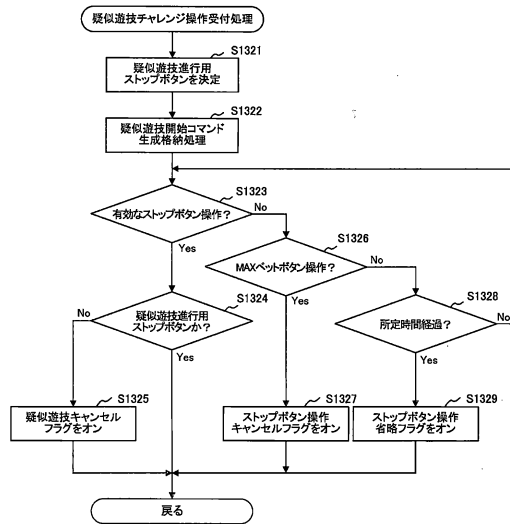 疑似遊技チャレンジ操作受付処理
S1321
疑似遊技進行用
ストップボタンを決定
S1322
疑似遊技開始コマンド
生成格納処理
S1323
有効なストップボタン操作？
No
Yes
S1326
MAXベットボタン操作？
No
Yes
S1324
疑似遊技進行用
ストップボタンか？
No
Yes
S1328
所定時間経過？
No
Yes
S1325
疑似遊技キャンセル
フラグをオン
S1327
ストップボタン操作
キャンセルフラグをオン
S1329
ストップボタン操作
省略フラグをオン
戻る